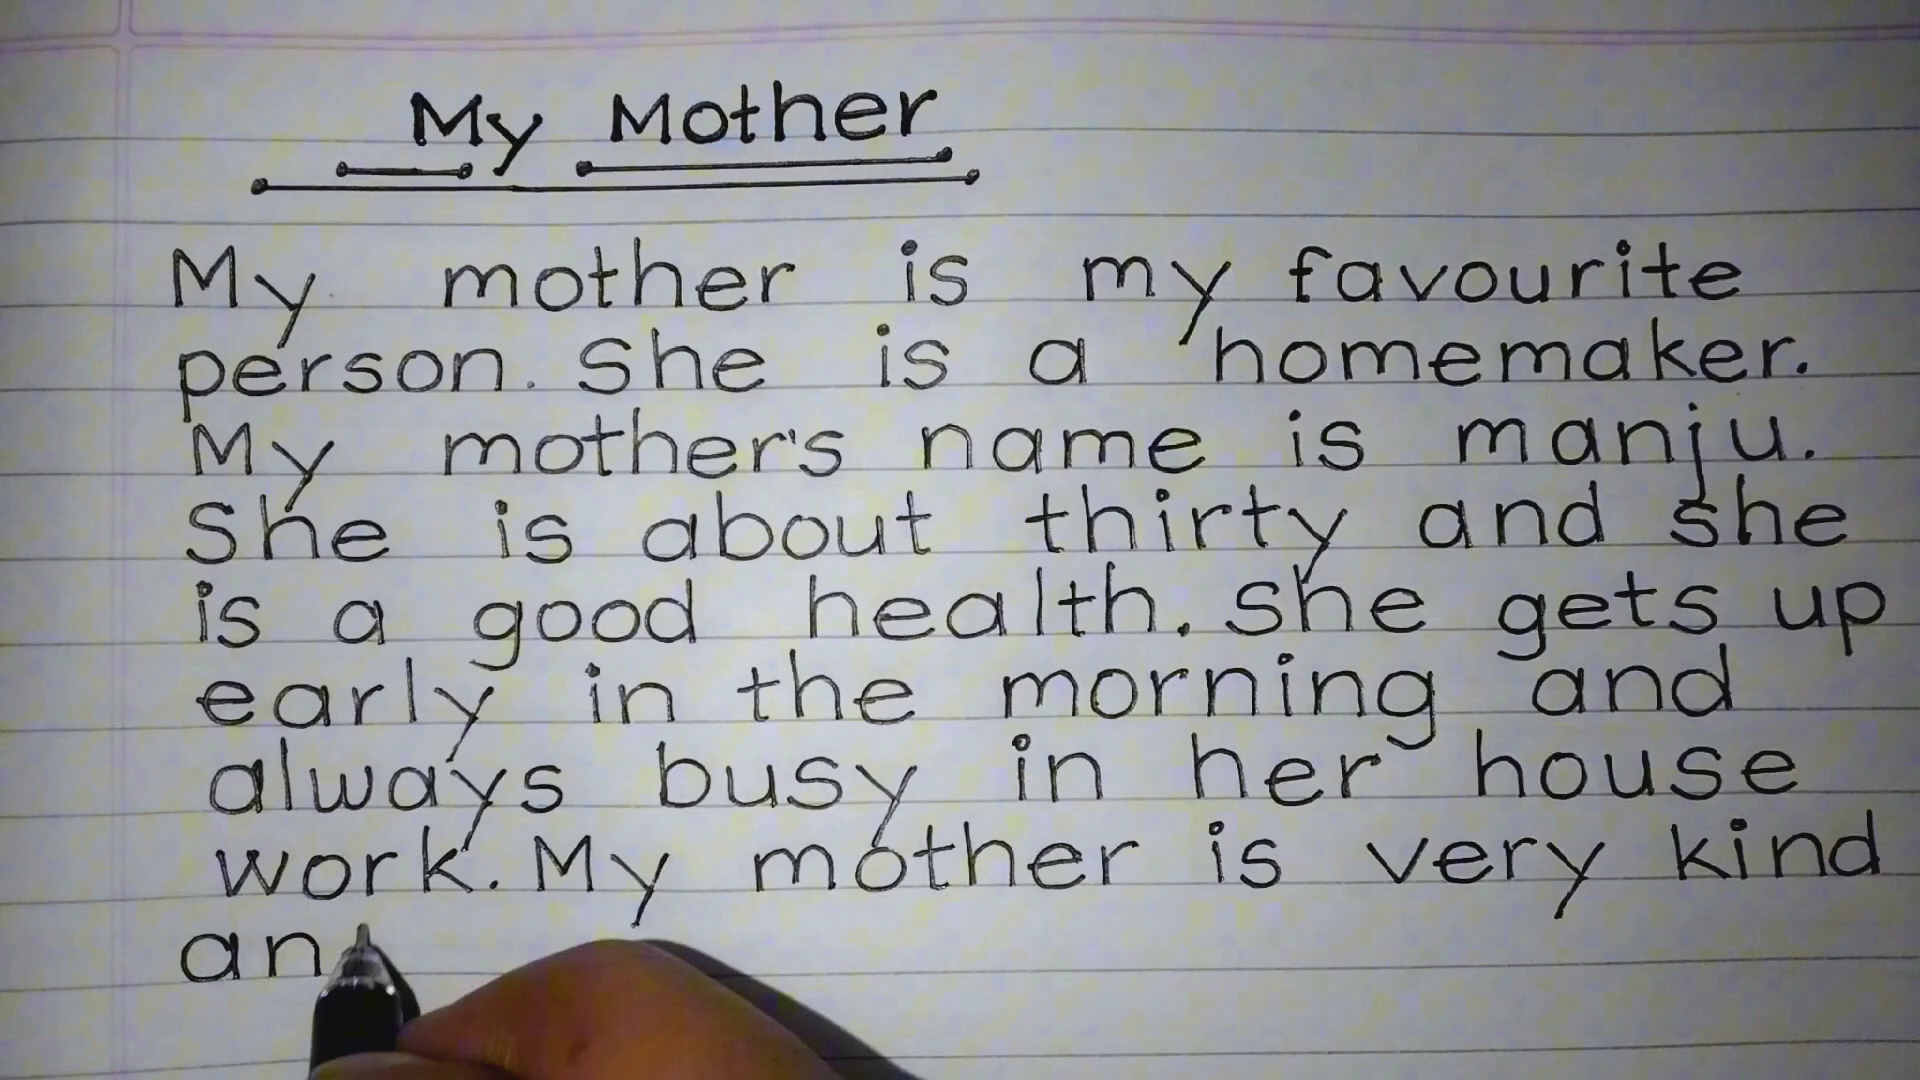 My Mother
My mother is my favourite
person. She is a homemaker.
My mother's name is manju.
She is about thirty and she
is a good health. She gets up
early in the morning and
always busy in her house
work. My mother is very kind
an